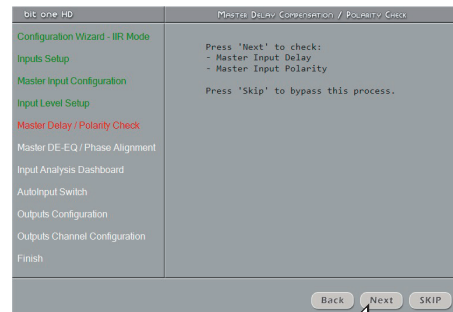 bit one HD
Master Delay Compensation / Polarity Check
Configuration Wizard - IIR Mode
Inputs Setup
Master Input Configuration
Input Level Setup
Master Delay / Polarity Check
Master DE-EQ / Phase Alignment
Input Analysis Dashboard
AutoInput Switch
Outputs Configuration
Outputs Channel Configuration
Finish
Press 'Next' to check:
- Master Input Delay
- Master Input Polarity
Press 'Skip' to bypass this process.
Back
Next
SKIP